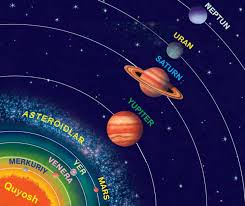 NEPTUN
URAN
SATURN
YUPITER
ASTEROIDLAR
MARS
YER
VENERA
MERKURIY
Quyosh